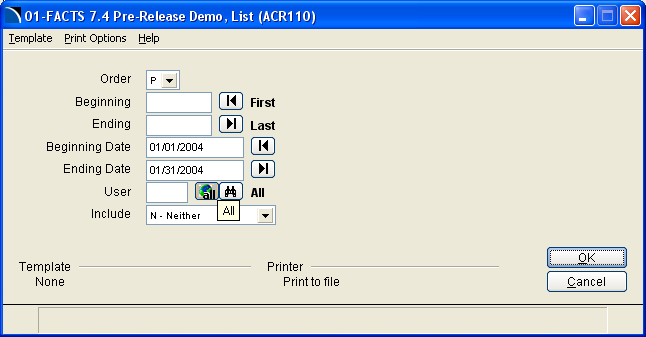 01-FACTS 7.4 Pre-Release Demo, List (ACR110)
Template Print Options Help
Order P
Beginning First
Ending Last
Beginning Date 01/01/2004
Ending Date 01/31/2004
User all All
All
Include N - Neither
OK
Template Printer
None Print to file
Cancel